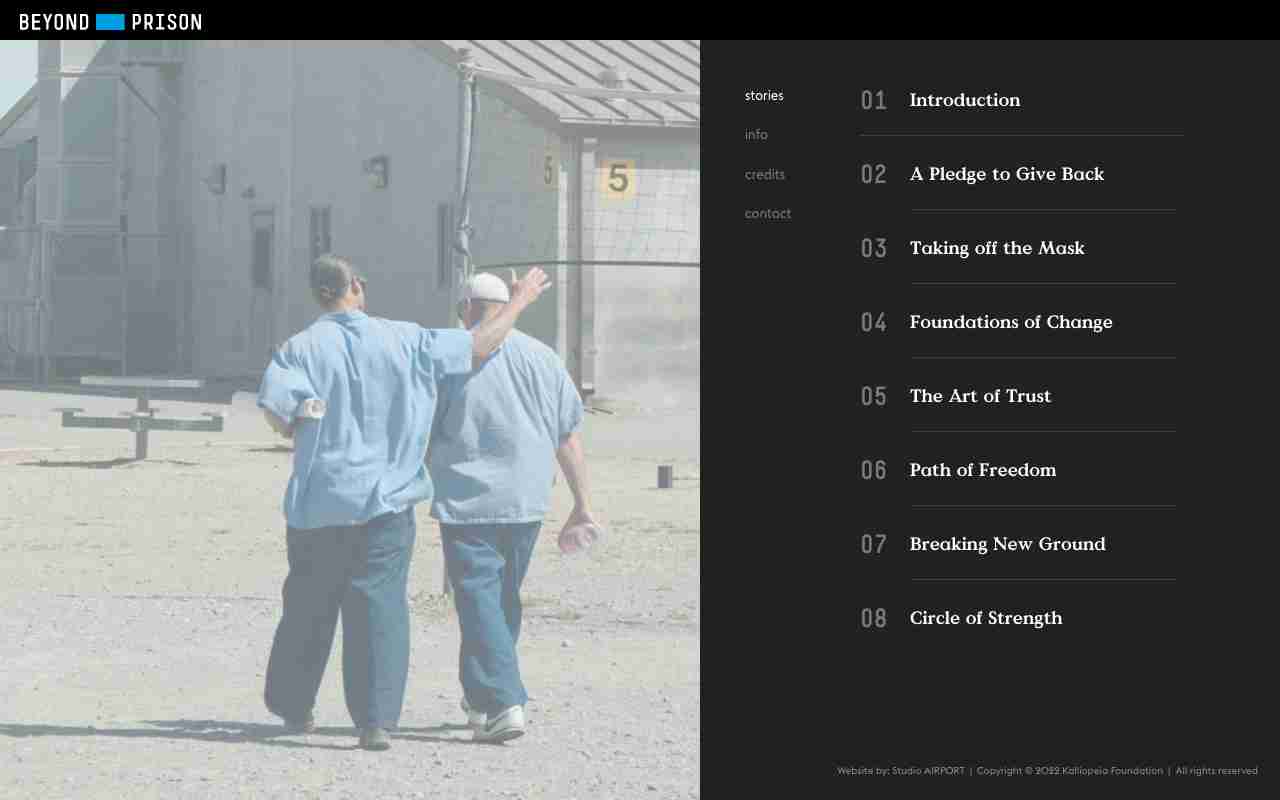 BEYOND PRISON
5
5
stories
info
credits
contact
01 Introduction
02 A Pledge to Give Back
03 Taking off the Mask
04 Foundations of Change
05 The Art of Trust
06 Path of Freedom
07 Breaking New Ground
08 Circle of Strength
Website by: Studio AIRPORT | Copyright © 2022 Kalliopeia Foundation | All rights reserved